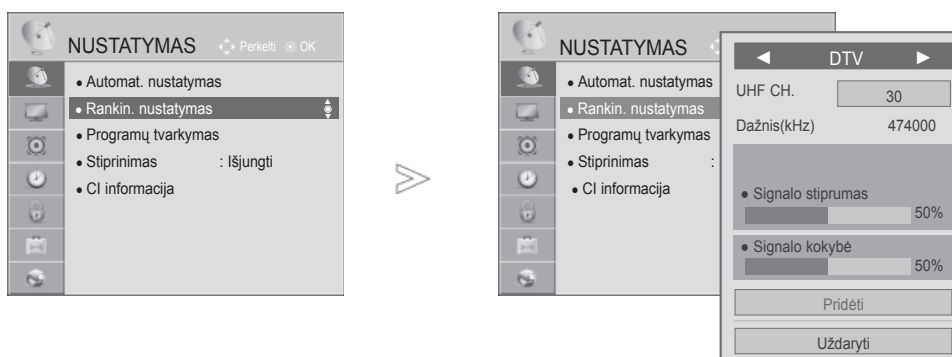 NUSTATYMAS Perkelti OK
• Automat. nustatymas
• Rankin. nustatymas
• Programų tvarkymas
• Stiprinimas : Išjungti
• CI informacija
>
NUSTATYMAS
• Automat. nustatymas
• Rankin. nustatymas
• Programų tvarkymas
• Stiprinimas :
• CI informacija
◄ DTV ►
UHF CH. 30
Dažnis(kHz) 474000
• Signalo stiprumas
50%
• Signalo kokybė
50%
Pridėti
Uždaryti